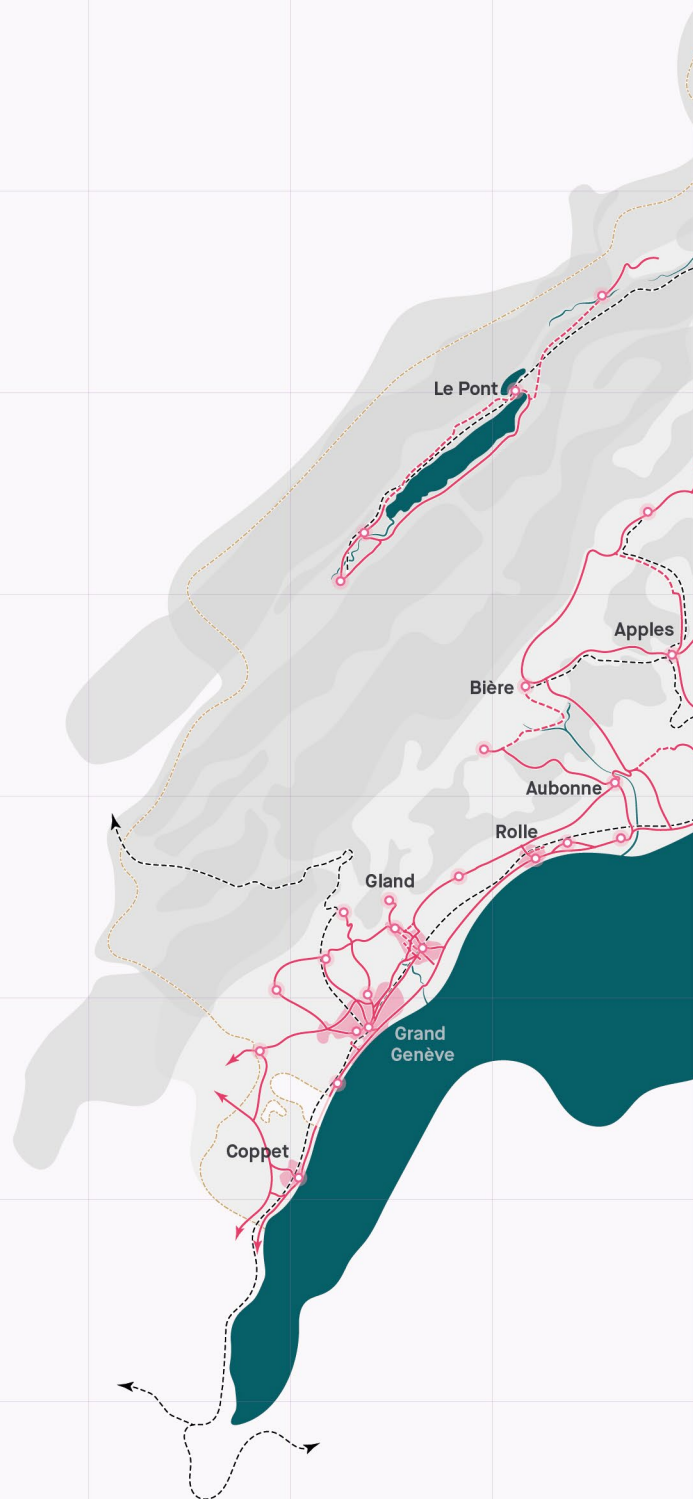 Le Pont
Apples
Bière
Aubonne
Rolle
Gland
Grand
Genève
Coppet